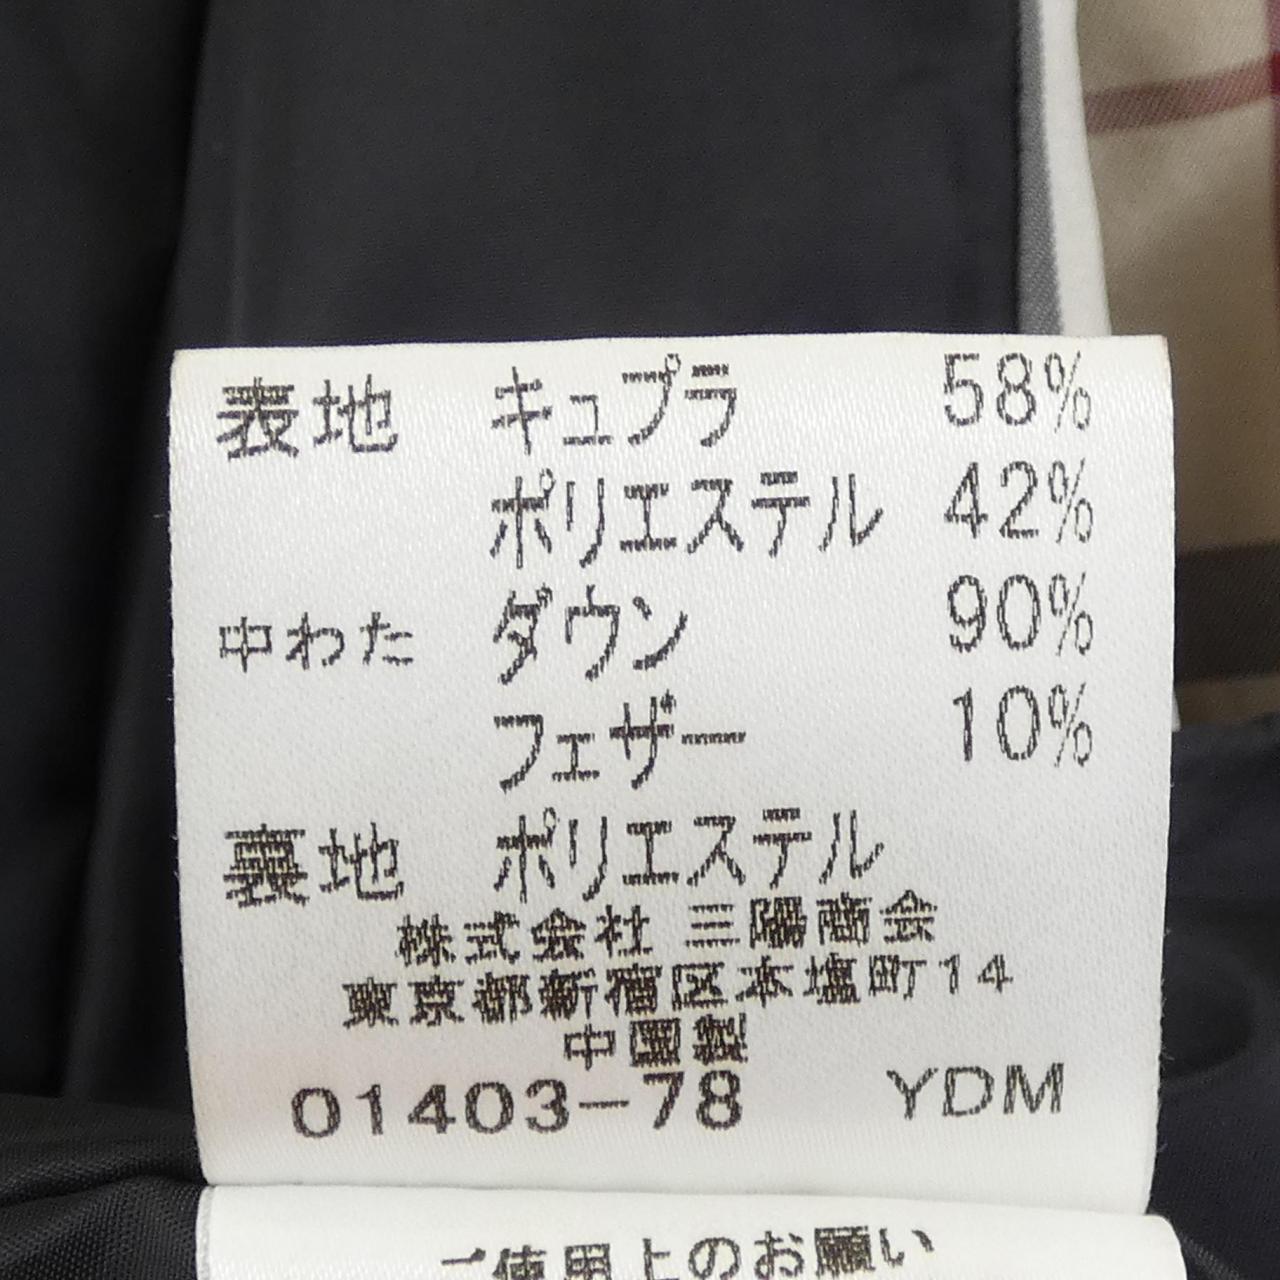 表地 キュプラ 58%
ポリエステル 42%
中わた ダウン 90%
フェザー 10%
裏地 ポリエステル
株式会社 三陽商会
東京都新宿区本塩町14
中国製
01403-78 YDM
ご使用上のお願い